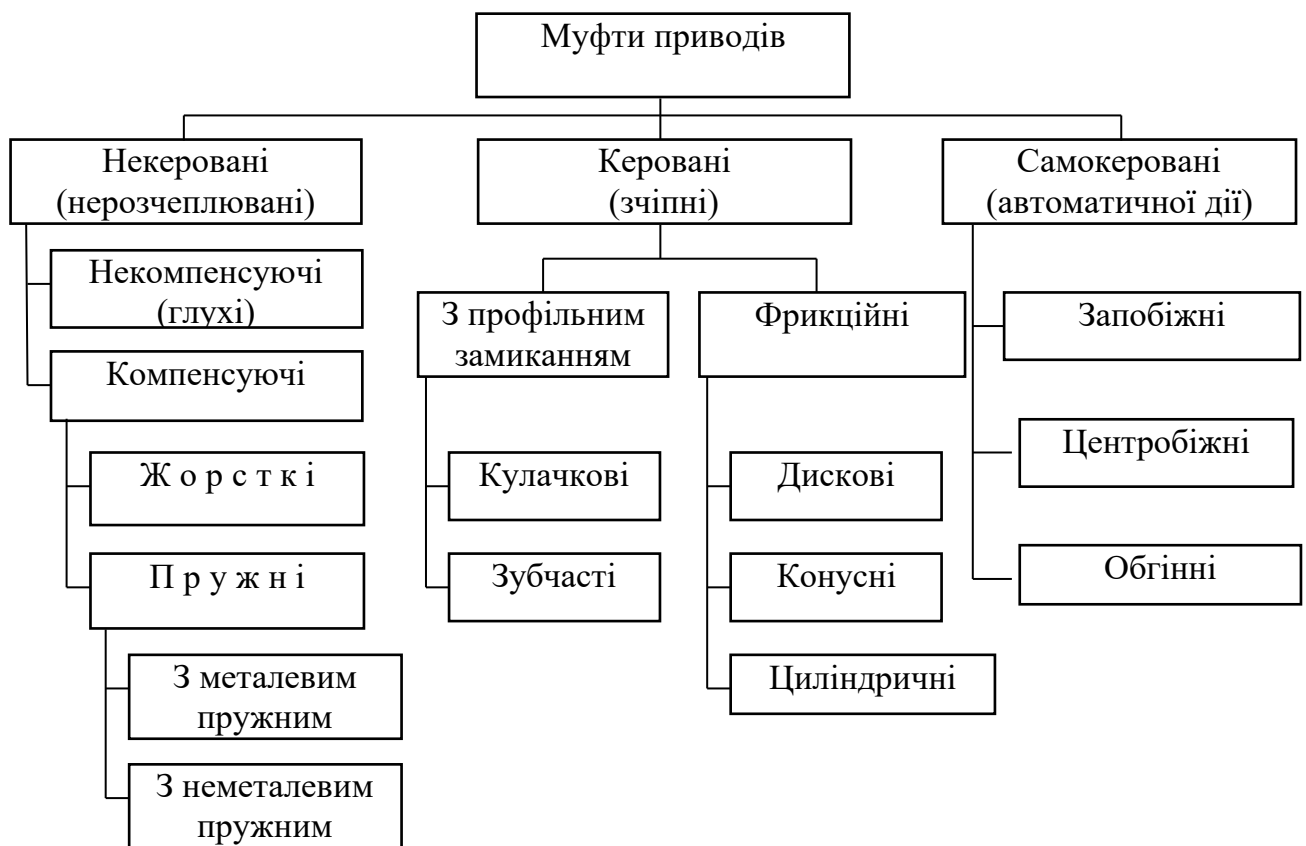 Муфти приводів
Некеровані
(нерозчеплювані)
Керовані
(зчіпні)
Самокеровані
(автоматичної дії)
Некомпенсуючі
(глухі)
Компенсуючі
Ж о р с т к і
П р у ж н і
З металевим
пружним
З неметалевим
пружним
З профільним
замиканням
Кулачкові
Зубчасті
Фрикційні
Дискові
Конусні
Циліндричні
Запобіжні
Центробіжні
Обгінні